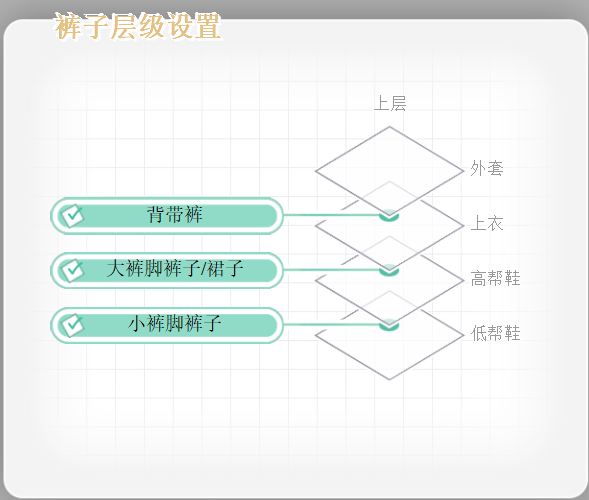 裤子层级设置
上层
外套
背带裤
上衣
大裤脚裤子/裙子
高帮鞋
小裤脚裤子
低帮鞋